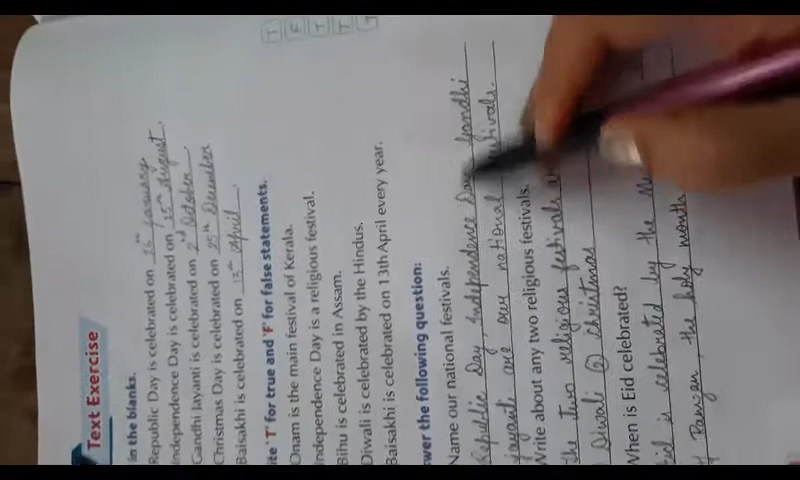 Text Exercise
in the blanks.
Republic Day is celebrated on 26th January
Independence Day is celebrated on 15th August.
Gandhi Jayanti is celebrated on 2nd October.
Christmas Day is celebrated on 25th December
Baisakhi is celebrated on 13th April.
ite 'T' for true and 'F' for false statements.
Onam is the main festival of Kerala. T
Independence Day is a religious festival. F
Bihu is celebrated in Assam. T
Diwali is celebrated by the Hindus. T
Baisakhi is celebrated on 13th April every year. T
swer the following question:
Name our national festivals.
Republic Day, Independence Day, Gandhi
Jayanti are our national festivals.
Write about any two religious festivals.
the two religious festivals
Diwali @ Christmas
When is Eid celebrated?
Eid is celebrated by the
of Ramzan, the holy month